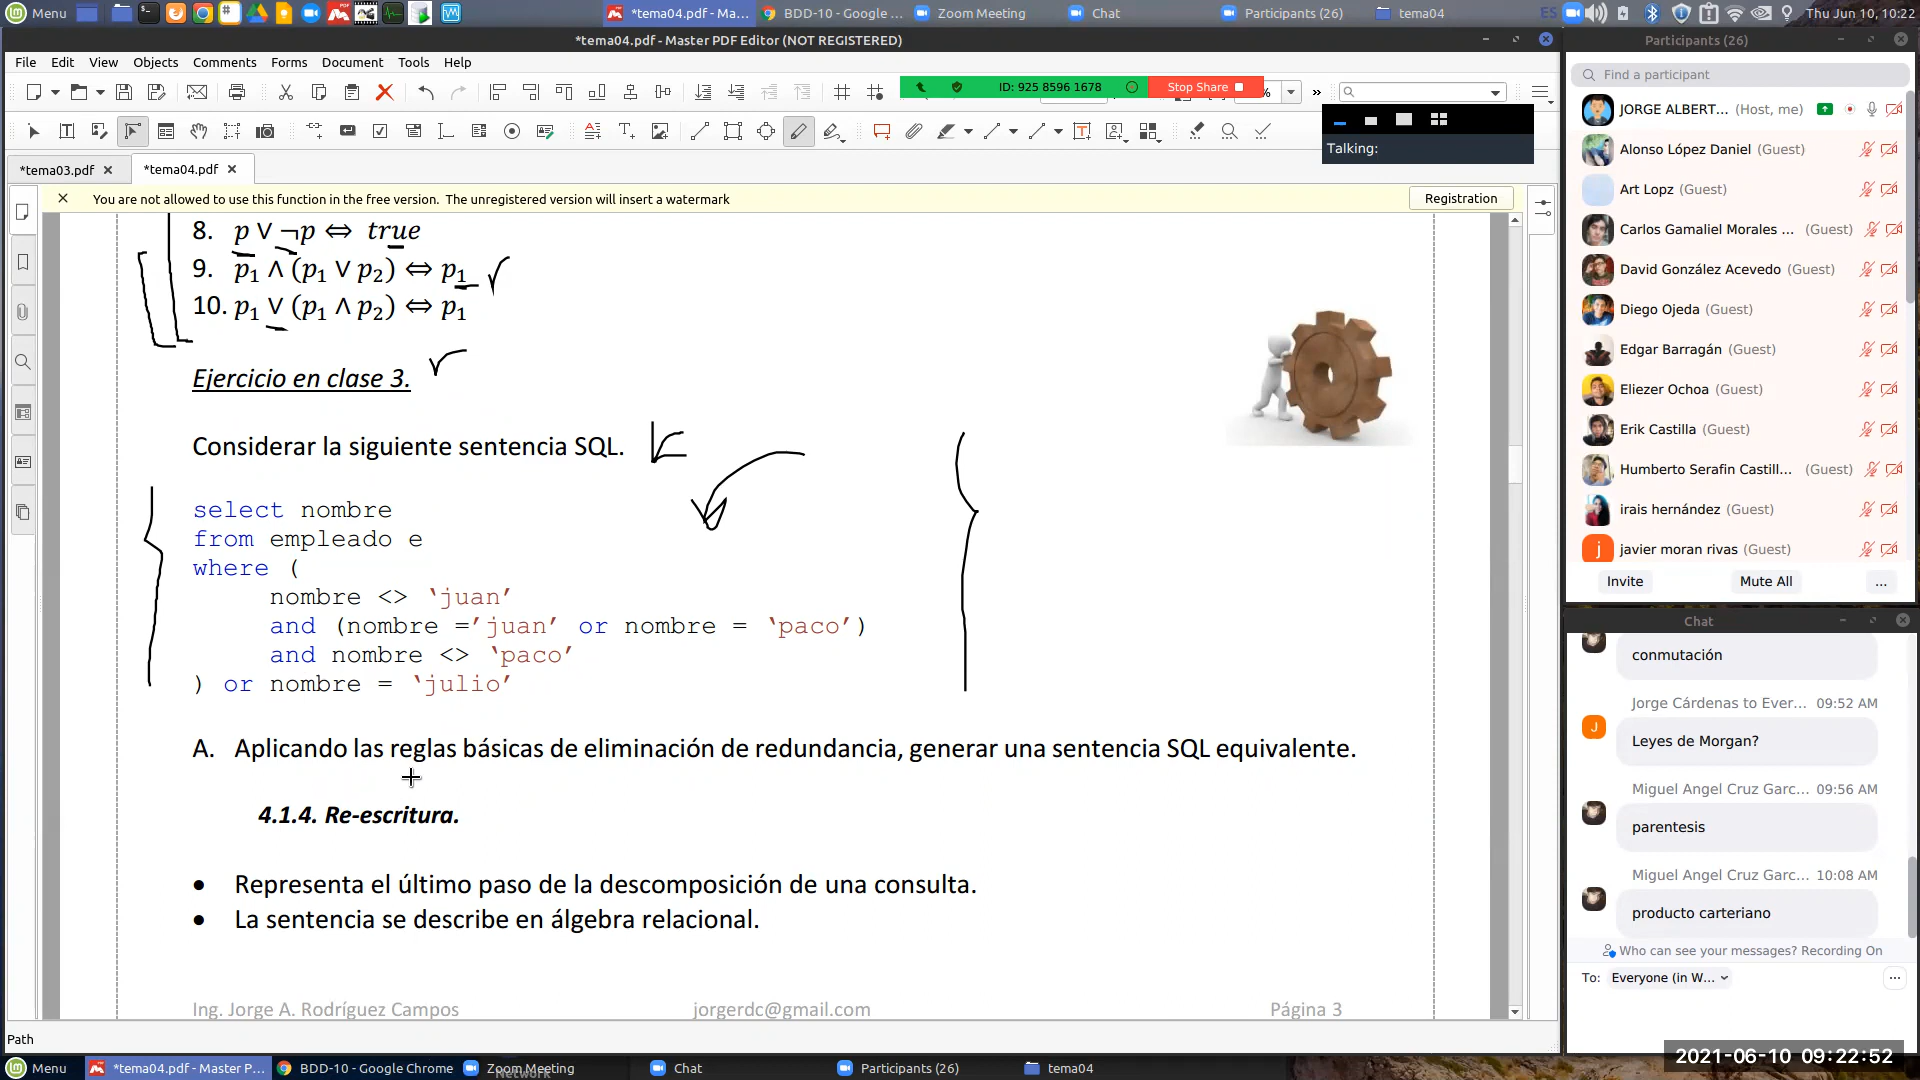 Menu
*tema04.pdf - Ma...
BDD-10 - Google ...
Zoom Meeting
Chat
Participants (26)
tema04
ES
Thu Jun 10, 10:22
*tema04.pdf - Master PDF Editor (NOT REGISTERED)
File Edit View Objects Comments Forms Document Tools Help
ID: 925 8596 1678
Stop Share
%
Talking:
*tema03.pdf
*tema04.pdf
You are not allowed to use this function in the free version. The unregistered version will insert a watermark
Registration
8. p ∨ ¬p ⇔ true
9. p₁ ∧ (p₁ ∨ p₂) ⇔ p₁
10. p₁ ∨ (p₁ ∧ p₂) ⇔ p₁
Ejercicio en clase 3.
Considerar la siguiente sentencia SQL.
select nombre
from empleado e
where (
nombre <> ‘juan’
and (nombre =’juan’ or nombre = ‘paco’)
and nombre <> ‘paco’
) or nombre = ‘julio’
A. Aplicando las reglas básicas de eliminación de redundancia, generar una sentencia SQL equivalente.
4.1.4. Re-escritura.
• Representa el último paso de la descomposición de una consulta.
• La sentencia se describe en álgebra relacional.
Ing. Jorge A. Rodríguez Campos
jorgerdc@gmail.com
Página 3
Path
Participants (26)
Find a participant
JORGE ALBERT... (Host, me)
Alonso López Daniel (Guest)
Art Lopz (Guest)
Carlos Gamaliel Morales ... (Guest)
David González Acevedo (Guest)
Diego Ojeda (Guest)
Edgar Barragán (Guest)
Eliezer Ochoa (Guest)
Erik Castilla (Guest)
Humberto Serafin Castill... (Guest)
irais hernández (Guest)
j javier moran rivas (Guest)
Invite
Mute All
...
Chat
conmutación
Jorge Cárdenas to Ever... 09:52 AM
J
Leyes de Morgan?
Miguel Angel Cruz Garc... 09:56 AM
parentesis
Miguel Angel Cruz Garc... 10:08 AM
producto carteriano
Who can see your messages? Recording On
To: Everyone (in W...
2021-06-10 09:22:52
Menu
*tema04.pdf - Master P...
BDD-10 - Google Chrome
Zoom Meeting
Network
Chat
Participants (26)
tema04